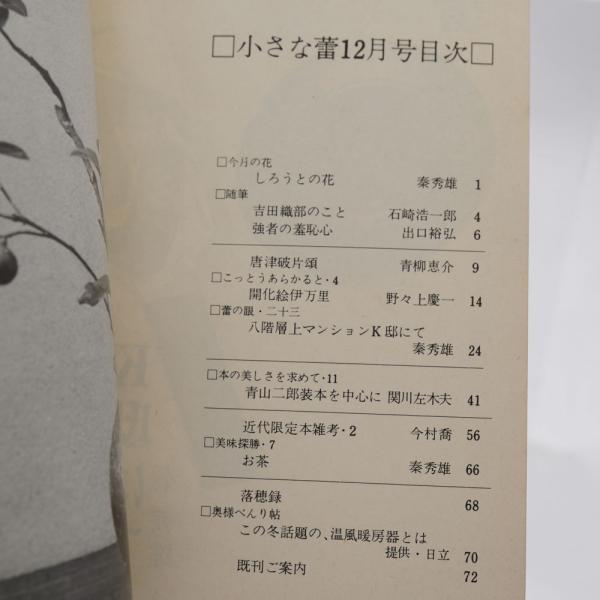 □小さな蕾12月号目次□
□今月の花
しろうとの花 秦秀雄 1
□随筆
吉田織部のこと 石崎浩一郎 4
強者の羞恥心 出口裕弘 6
唐津破片頌 青柳恵介 9
□こっとうあらかると・4
開化絵伊万里 野々上慶一 14
□蕾の眼・二十三
八階層上マンションK邸にて
秦秀雄 24
□本の美しさを求めて・11
青山二郎装本を中心に 関川左木夫 41
近代限定本雑考・2 今村喬 56
□美味探勝・7
お茶 秦秀雄 66
落穂録 68
□奥様べんり帖
この冬話題の、温風暖房器とは
提供・日立 70
既刊ご案内 72